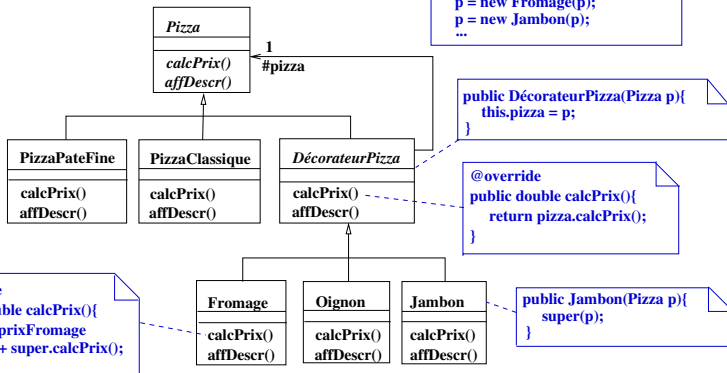 p = new Fromage(p);
p = new Jambon(p);
...
Pizza
calcPrix()
affDescr()
1
#pizza
public DécorateurPizza(Pizza p){
this.pizza = p;
}
PizzaPateFine
calcPrix()
affDescr()
PizzaClassique
calcPrix()
affDescr()
DécorateurPizza
calcPrix()
affDescr()
@override
public double calcPrix(){
return pizza.calcPrix();
}
calcPrix(){
prixFromage
+ super.calcPrix();
Fromage
calcPrix()
affDescr()
Oignon
calcPrix()
affDescr()
Jambon
calcPrix()
affDescr()
public Jambon(Pizza p){
super(p);
}